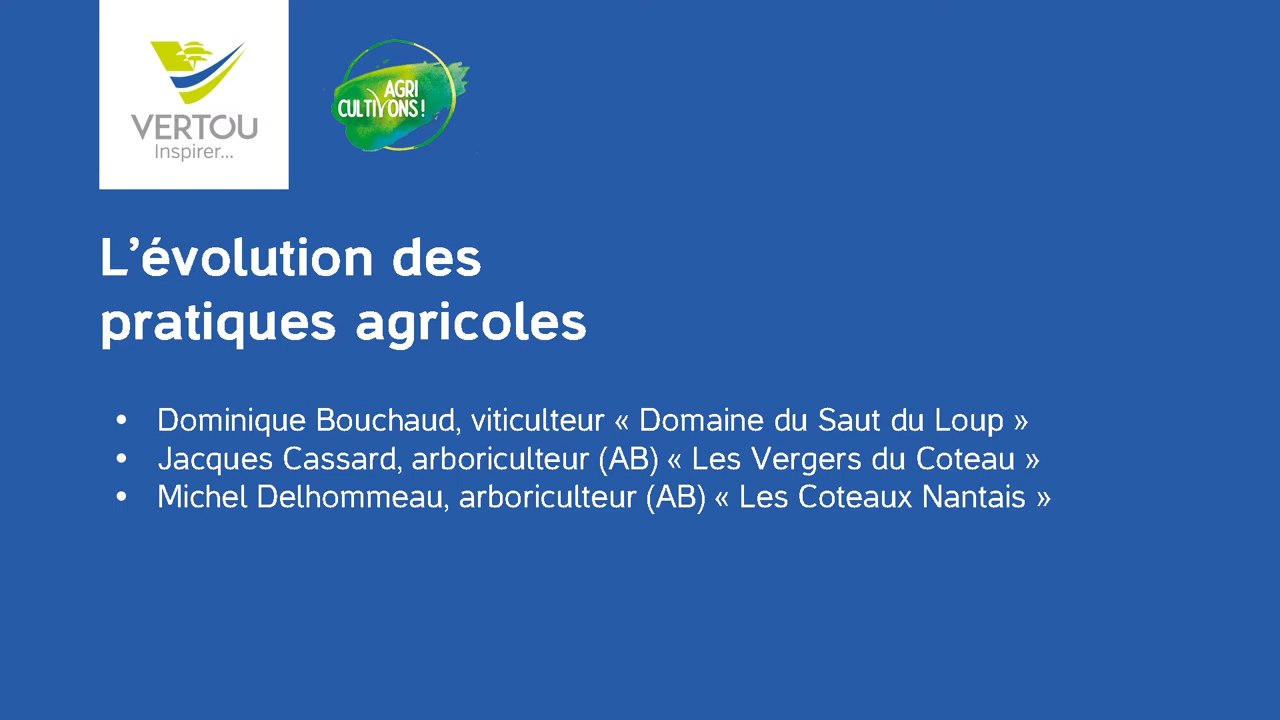 VERTOU
Inspirer...
AGRI
CULTIVONS !
L’évolution des
pratiques agricoles
• Dominique Bouchaud, viticulteur « Domaine du Saut du Loup »
• Jacques Cassard, arboriculteur (AB) « Les Vergers du Coteau »
• Michel Delhommeau, arboriculteur (AB) « Les Coteaux Nantais »